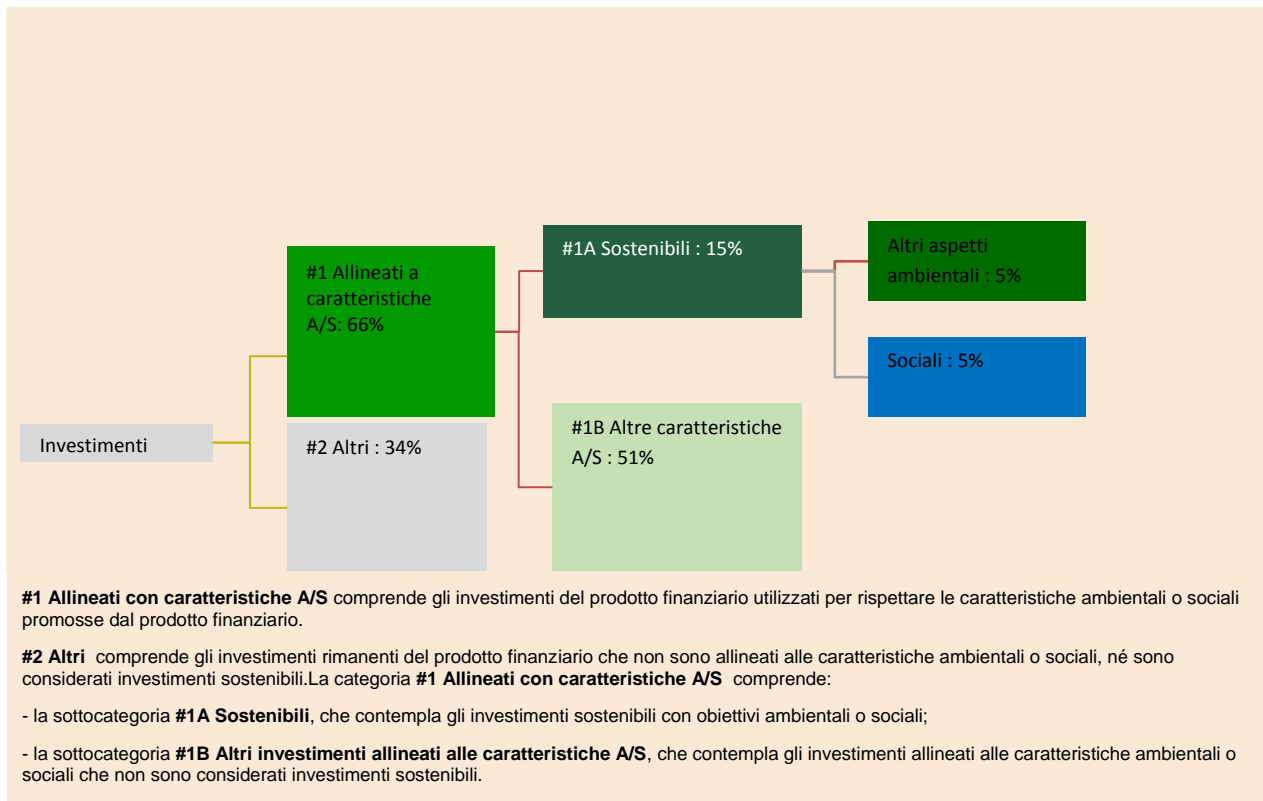 #1A Sostenibili : 15%
Altri aspetti
ambientali : 5%
#1 Allineati a
caratteristiche
A/S: 66%
Sociali : 5%
#1B Altre caratteristiche
A/S : 51%
Investimenti
#2 Altri : 34%
#1 Allineati con caratteristiche A/S comprende gli investimenti del prodotto finanziario utilizzati per rispettare le caratteristiche ambientali o sociali
promosse dal prodotto finanziario.
#2 Altri comprende gli investimenti rimanenti del prodotto finanziario che non sono allineati alle caratteristiche ambientali o sociali, né sono
considerati investimenti sostenibili.La categoria #1 Allineati con caratteristiche A/S comprende:
- la sottocategoria #1A Sostenibili, che contempla gli investimenti sostenibili con obiettivi ambientali o sociali;
- la sottocategoria #1B Altri investimenti allineati alle caratteristiche A/S, che contempla gli investimenti allineati alle caratteristiche ambientali o
sociali che non sono considerati investimenti sostenibili.